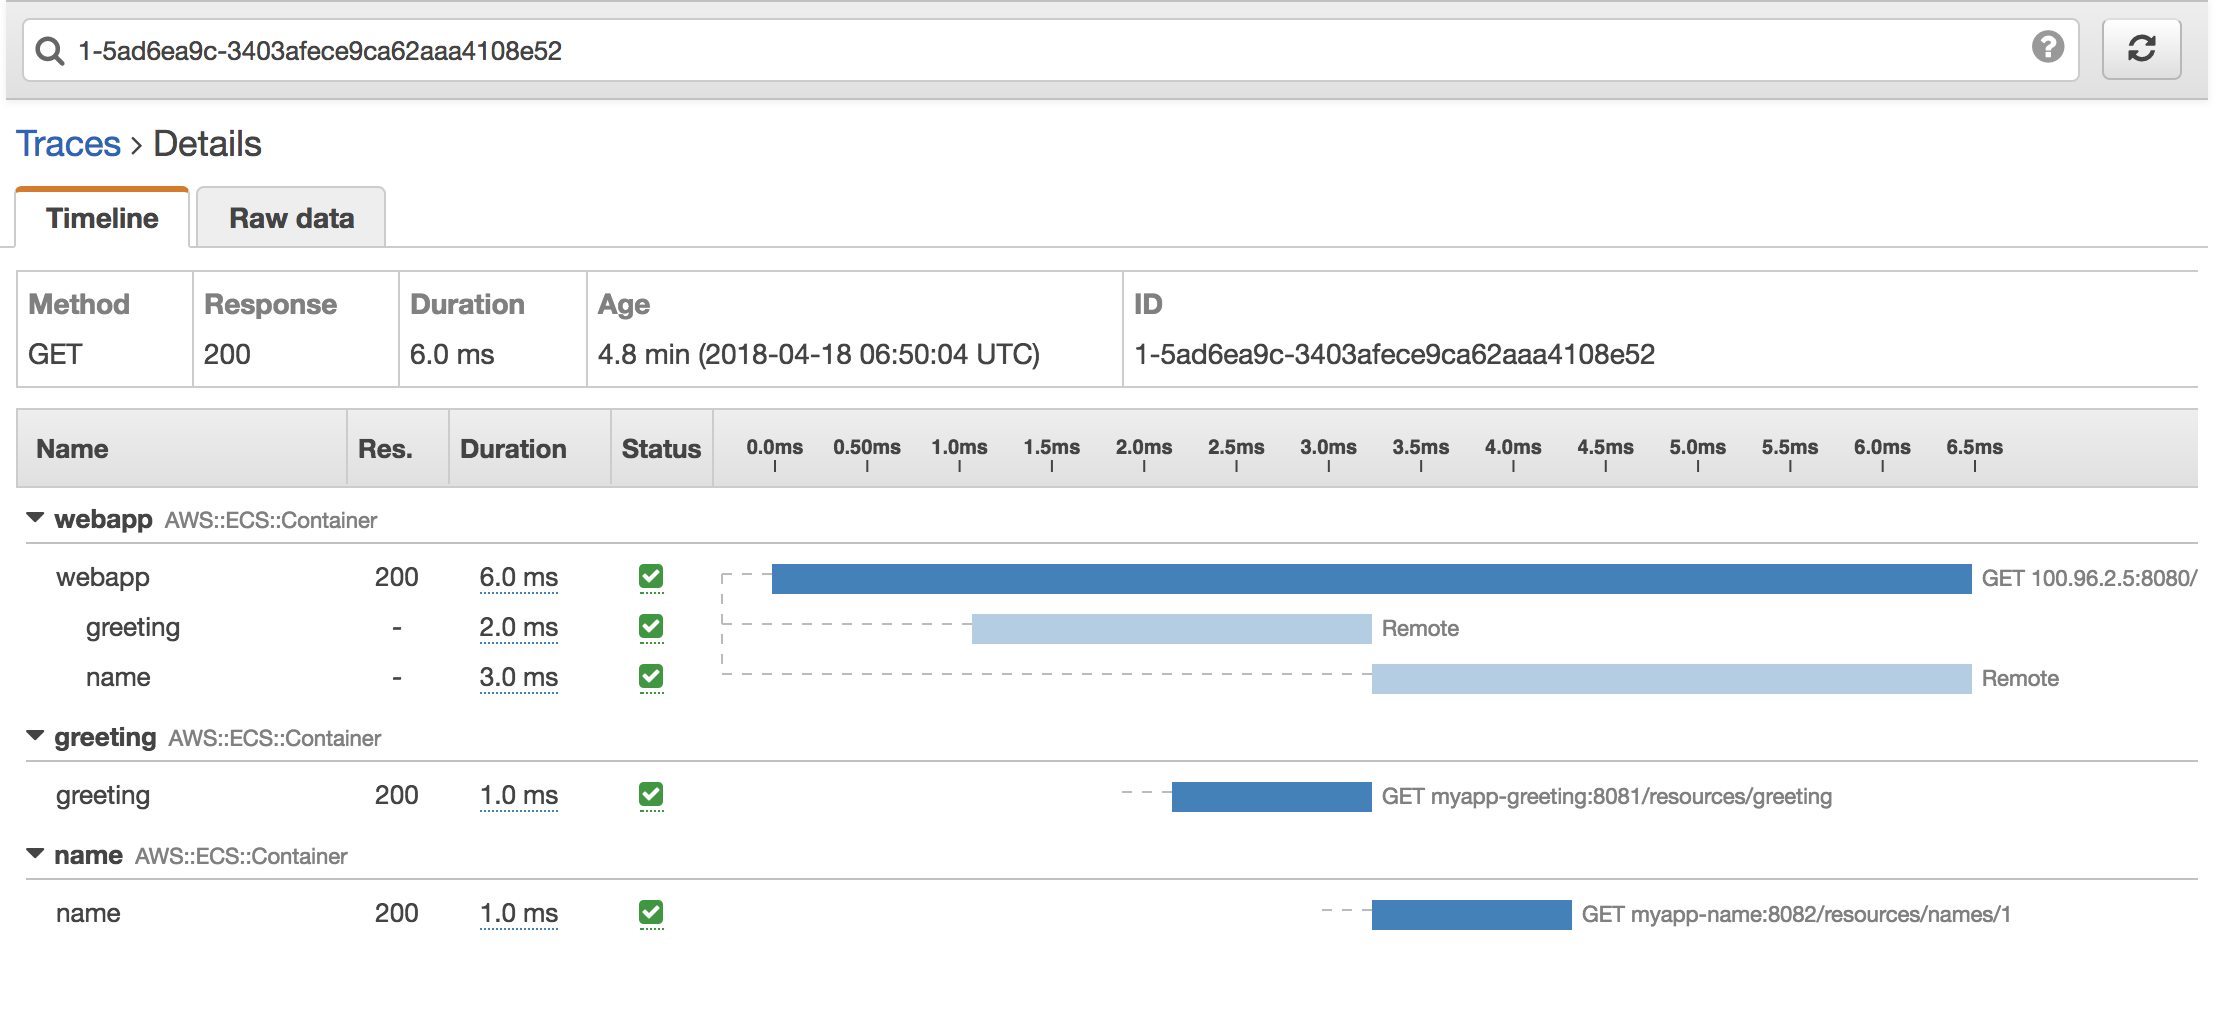 1-5ad6ea9c-3403afece9ca62aaa4108e52 ?
Traces › Details
Timeline Raw data
Method Response Duration Age ID
GET 200 6.0 ms 4.8 min (2018-04-18 06:50:04 UTC) 1-5ad6ea9c-3403afece9ca62aaa4108e52
Name Res. Duration Status 0.0ms 0.50ms 1.0ms 1.5ms 2.0ms 2.5ms 3.0ms 3.5ms 4.0ms 4.5ms 5.0ms 5.5ms 6.0ms 6.5ms
webapp AWS::ECS::Container
webapp 200 6.0 ms GET 100.96.2.5:8080/
greeting - 2.0 ms Remote
name - 3.0 ms Remote
greeting AWS::ECS::Container
greeting 200 1.0 ms GET myapp-greeting:8081/resources/greeting
name AWS::ECS::Container
name 200 1.0 ms GET myapp-name:8082/resources/names/1